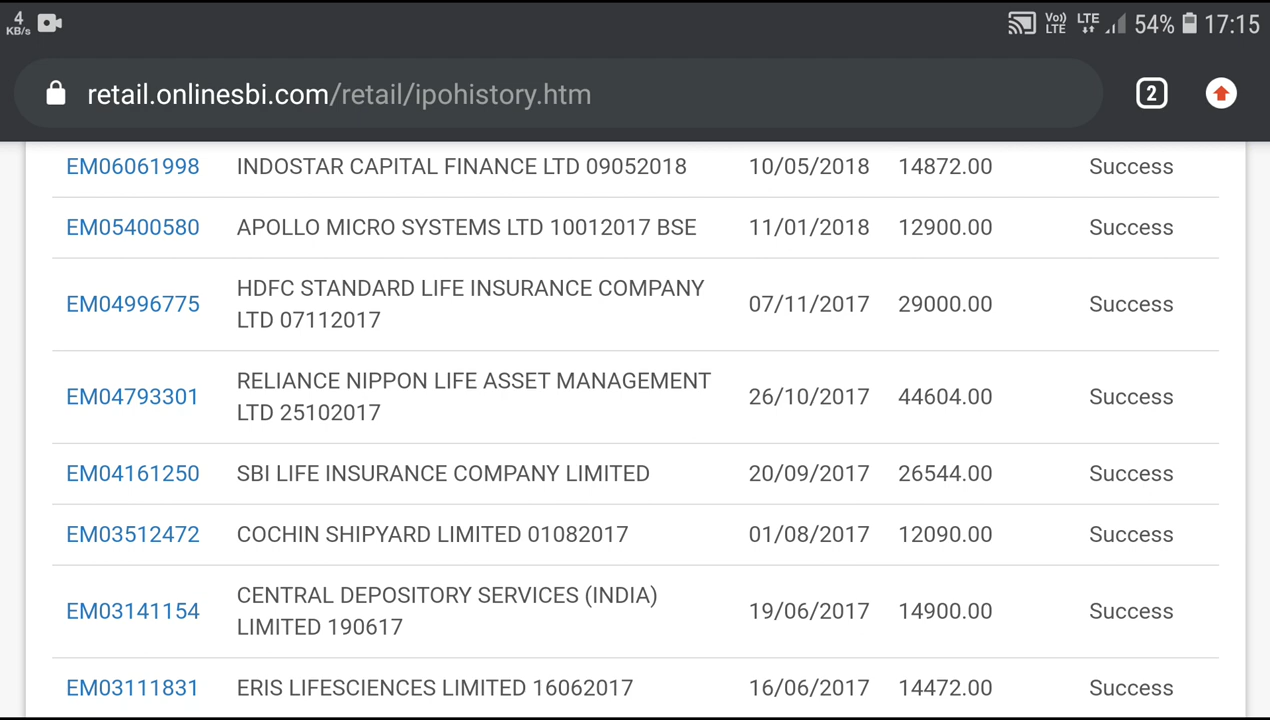 4
KB/s
Vo)) LTE LTE 54% 17:15
retail.onlinesbi.com/retail/ipohistory.htm 2
EM06061998 INDOSTAR CAPITAL FINANCE LTD 09052018 10/05/2018 14872.00 Success
EM05400580 APOLLO MICRO SYSTEMS LTD 10012017 BSE 11/01/2018 12900.00 Success
EM04996775 HDFC STANDARD LIFE INSURANCE COMPANY
LTD 07112017 07/11/2017 29000.00 Success
EM04793301 RELIANCE NIPPON LIFE ASSET MANAGEMENT
LTD 25102017 26/10/2017 44604.00 Success
EM04161250 SBI LIFE INSURANCE COMPANY LIMITED 20/09/2017 26544.00 Success
EM03512472 COCHIN SHIPYARD LIMITED 01082017 01/08/2017 12090.00 Success
EM03141154 CENTRAL DEPOSITORY SERVICES (INDIA)
LIMITED 190617 19/06/2017 14900.00 Success
EM03111831 ERIS LIFESCIENCES LIMITED 16062017 16/06/2017 14472.00 Success